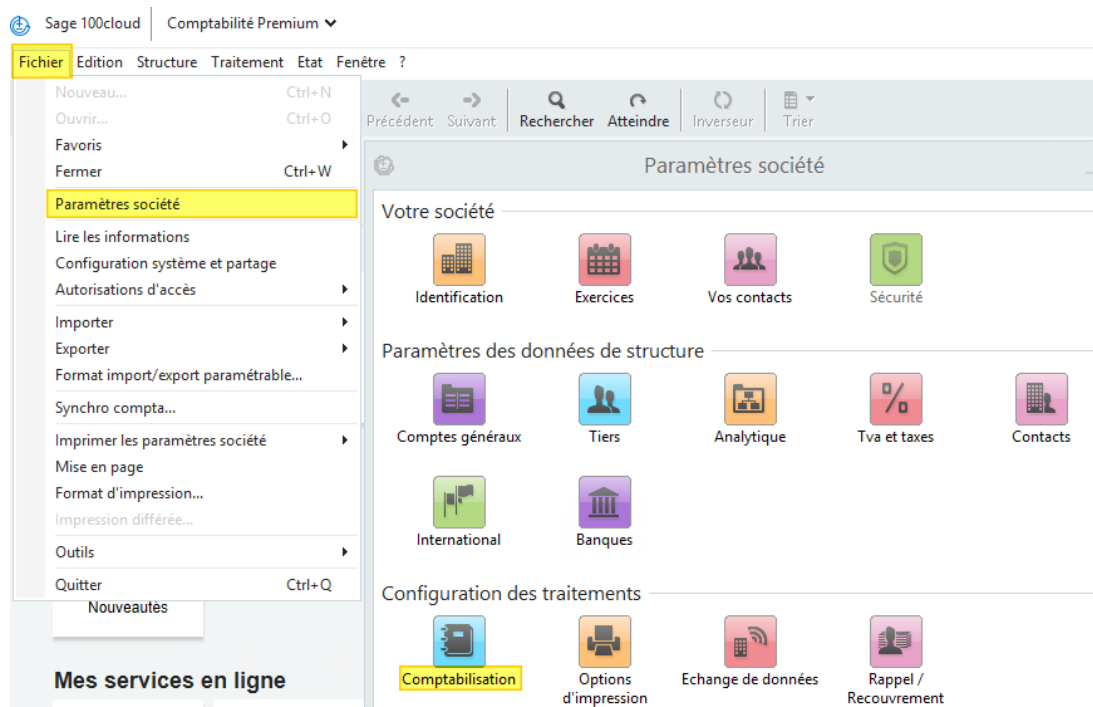 Sage 100cloud Comptabilité Premium
Fichier Edition Structure Traitement Etat Fenêtre ?
Nouveau... Ctrl+N
Ouvrir... Ctrl+O
Favoris
Fermer Ctrl+W
Paramètres société
Lire les informations
Configuration système et partage
Autorisations d'accès
Importer
Exporter
Format import/export paramétrable...
Synchro compta...
Imprimer les paramètres société
Mise en page
Format d'impression...
Impression différée...
Outils
Quitter Ctrl+Q
Nouveautés
Mes services en ligne
Précédent Suivant Rechercher Atteindre Inverseur Trier
Paramètres société
Votre société
Identification Exercices Vos contacts Sécurité
Paramètres des données de structure
Comptes généraux Tiers Analytique Tva et taxes Contacts
International Banques
Configuration des traitements
Comptabilisation Options d'impression Echange de données Rappel / Recouvrement